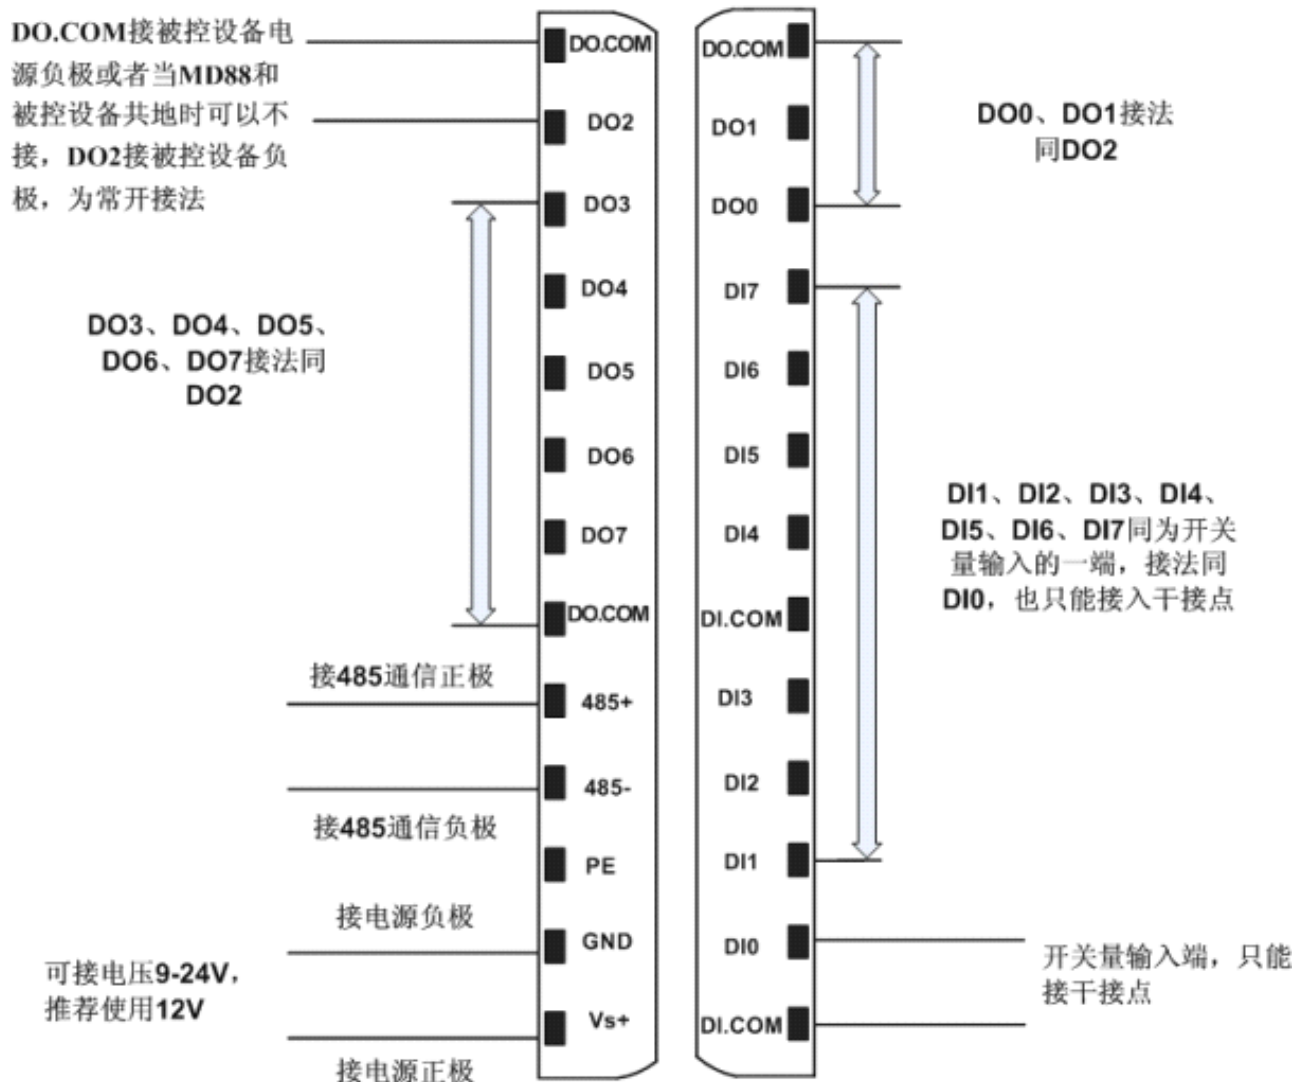 DO.COM接被控设备电
源负极或者当MD88和
被控设备共地时可以不
接，DO2接被控设备负
极，为常开接法
DO3、DO4、DO5、
DO6、DO7接法同
DO2
接485通信正极
接485通信负极
接电源负极
可接电压9-24V，
推荐使用12V
接电源正极
DO.COM
DO2
DO3
DO4
DO5
DO6
DO7
DO.COM
485+
485-
PE
GND
Vs+
DO.COM
DO1
DO0
DI7
DI6
DI5
DI4
DI.COM
DI3
DI2
DI1
DI0
DI.COM
DO0、DO1接法
同DO2
DI1、DI2、DI3、DI4、
DI5、DI6、DI7同为开关
量输入的一端，接法同
DI0，也只能接入干接点
开关量输入端，只能
接干接点